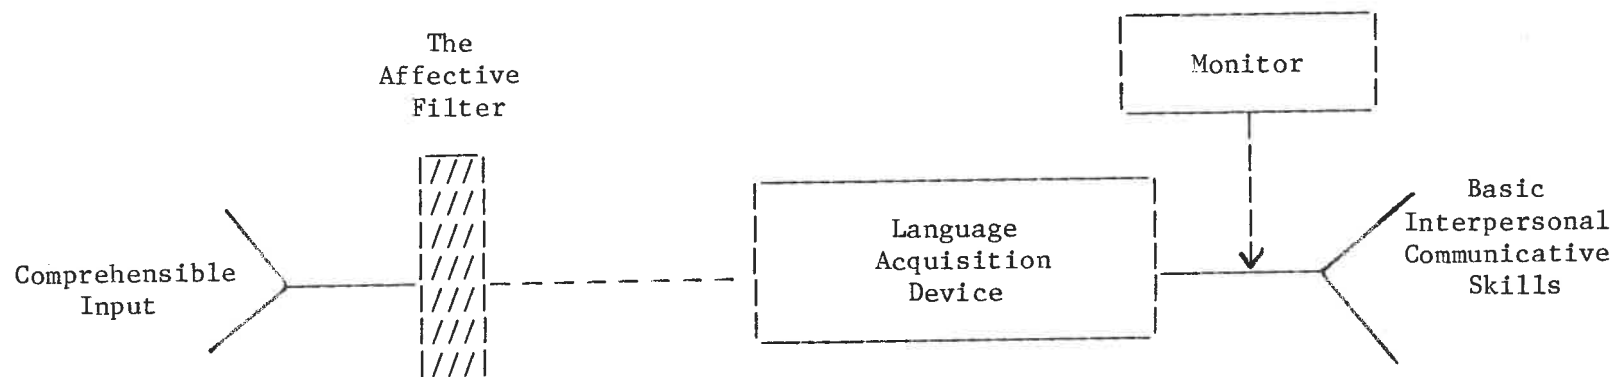 The
Affective
Filter
Monitor
Comprehensible
Input
Language
Acquisition
Device
Basic
Interpersonal
Communicative
Skills